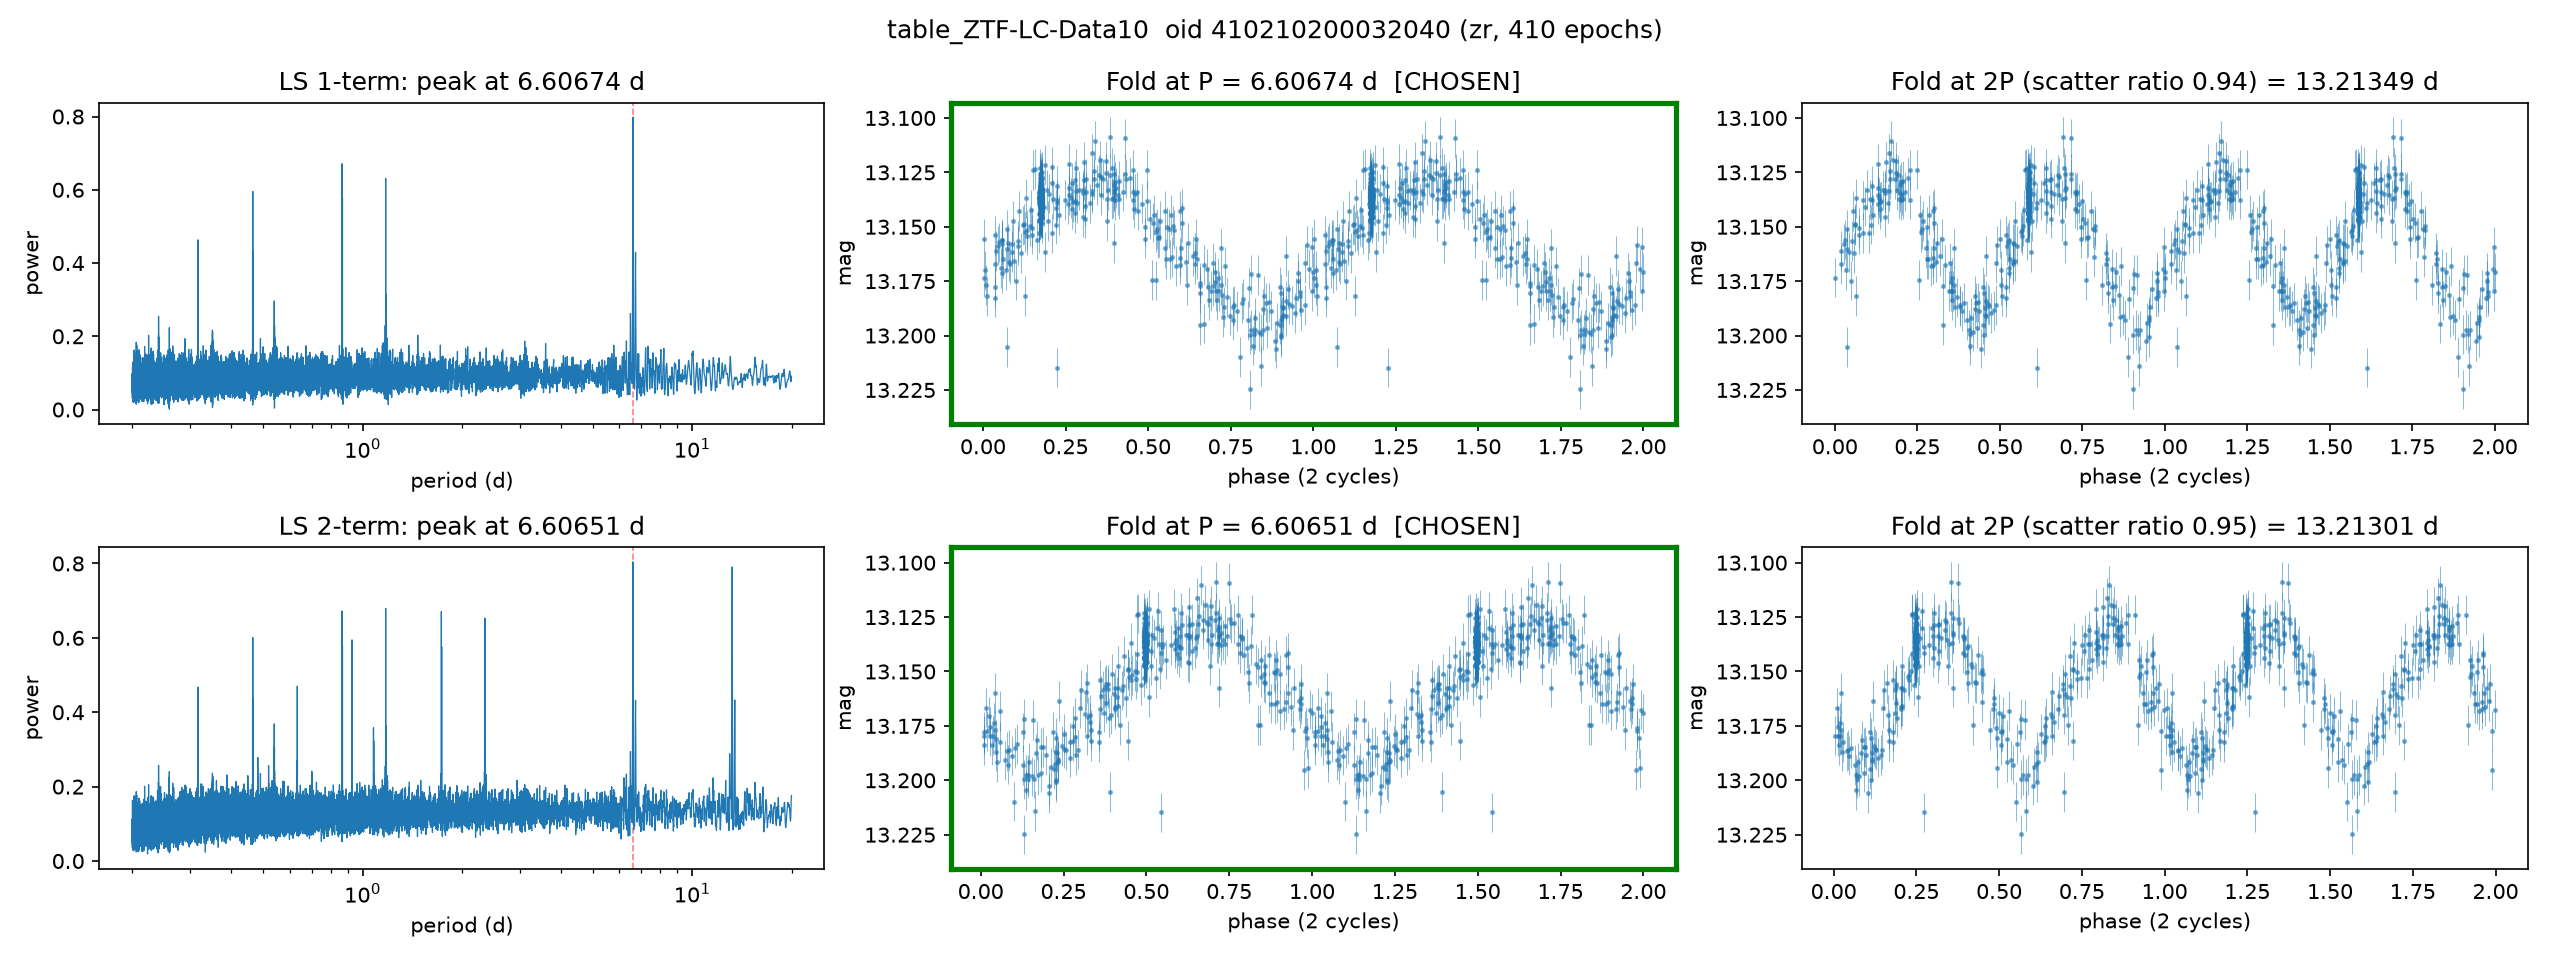 table_ZTF-LC-Data10  oid 410210200032040 (zr, 410 epochs)
LS 1-term: peak at 6.60674 d
power
0.8
0.6
0.4
0.2
0.0
10⁰
10¹
period (d)
Fold at P = 6.60674 d  [CHOSEN]
mag
13.100
13.125
13.150
13.175
13.200
13.225
0.00 0.25 0.50 0.75 1.00 1.25 1.50 1.75 2.00
phase (2 cycles)
Fold at 2P (scatter ratio 0.94) = 13.21349 d
mag
13.100
13.125
13.150
13.175
13.200
13.225
0.00 0.25 0.50 0.75 1.00 1.25 1.50 1.75 2.00
phase (2 cycles)
LS 2-term: peak at 6.60651 d
power
0.8
0.6
0.4
0.2
0.0
10⁰
10¹
period (d)
Fold at P = 6.60651 d  [CHOSEN]
mag
13.100
13.125
13.150
13.175
13.200
13.225
0.00 0.25 0.50 0.75 1.00 1.25 1.50 1.75 2.00
phase (2 cycles)
Fold at 2P (scatter ratio 0.95) = 13.21301 d
mag
13.100
13.125
13.150
13.175
13.200
13.225
0.00 0.25 0.50 0.75 1.00 1.25 1.50 1.75 2.00
phase (2 cycles)